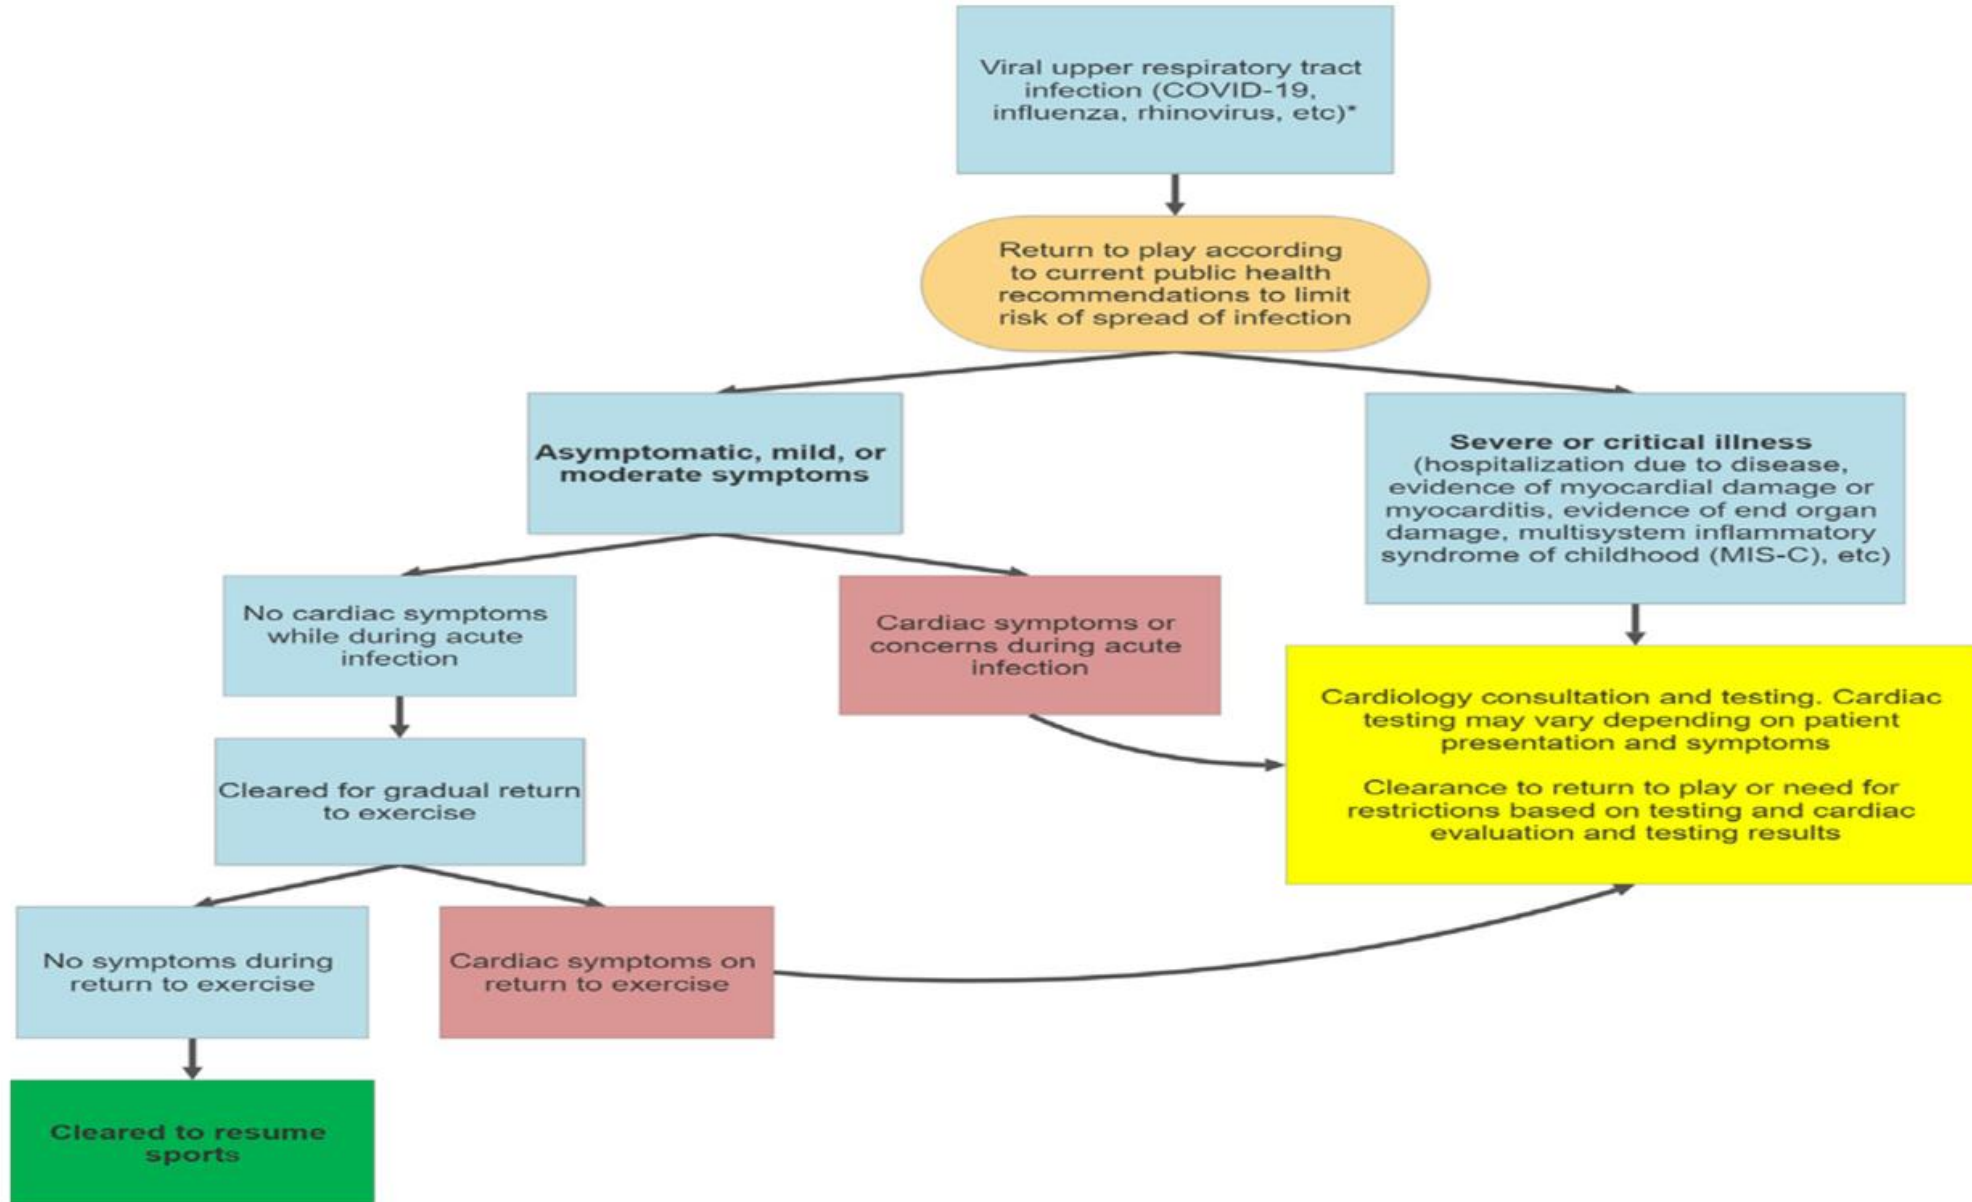 Viral upper respiratory tract
infection (COVID-19,
influenza, rhinovirus, etc)*
Return to play according
to current public health
recommendations to limit
risk of spread of infection
Asymptomatic, mild, or
moderate symptoms
Severe or critical illness
(hospitalization due to disease,
evidence of myocardial damage or
myocarditis, evidence of end organ
damage, multisystem inflammatory
syndrome of childhood (MIS-C), etc)
No cardiac symptoms
while during acute
infection
Cardiac symptoms or
concerns during acute
infection
Cardiology consultation and testing. Cardiac
testing may vary depending on patient
presentation and symptoms
Clearance to return to play or need for
restrictions based on testing and cardiac
evaluation and testing results
Cleared for gradual return
to exercise
No symptoms during
return to exercise
Cardiac symptoms on
return to exercise
Cleared to resume
sports